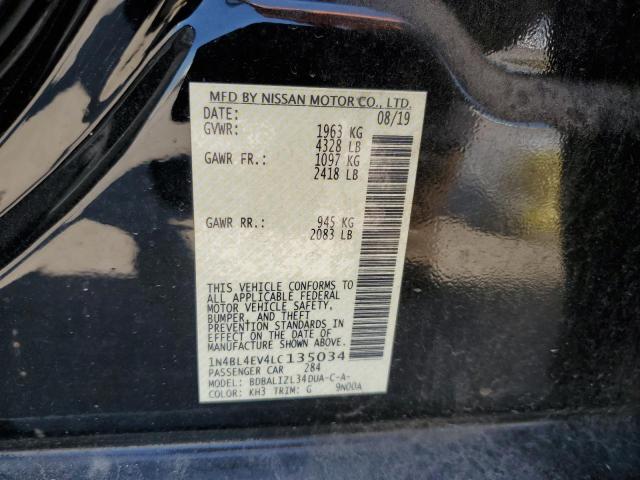 MFD BY NISSAN MOTOR CO., LTD.
DATE: 08/19
GVWR: 1963 KG
4328 LB
GAWR FR.: 1097 KG
2418 LB
GAWR RR.: 945 KG
2083 LB
THIS VEHICLE CONFORMS TO
ALL APPLICABLE FEDERAL
MOTOR VEHICLE SAFETY,
BUMPER, AND THEFT
PREVENTION STANDARDS
IN EFFECT ON THE DATE OF
MANUFACTURE SHOWN ABOVE.
1N4BL4EV4LC135034
PASSENGER CAR 284
MODEL: BDBALIZL34DUA-C-A-
COLOR: KH3 TRIM: G 9N00A